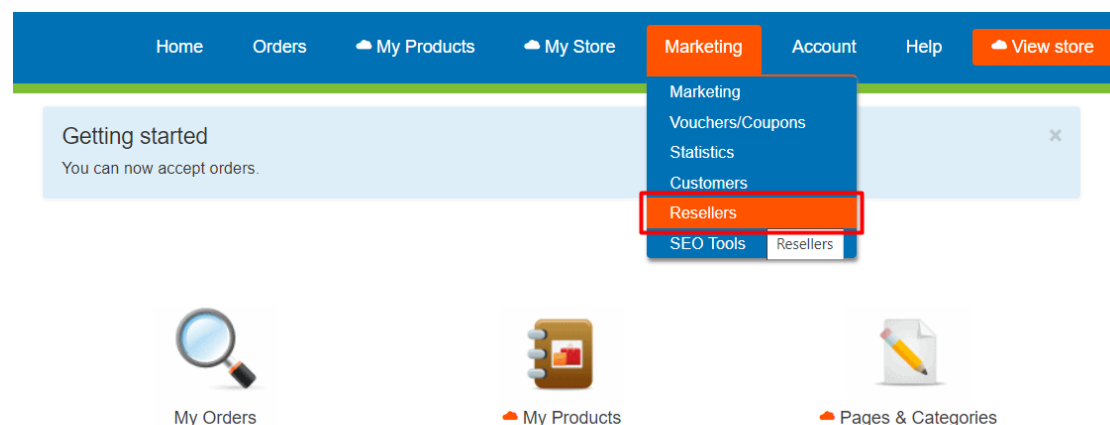 Home Orders My Products My Store Marketing Account Help View store
Marketing
Vouchers/Coupons
Statistics
Customers
Resellers
SEO Tools
Resellers
Getting started
×
You can now accept orders.
My Orders
My Products
Pages & Categories